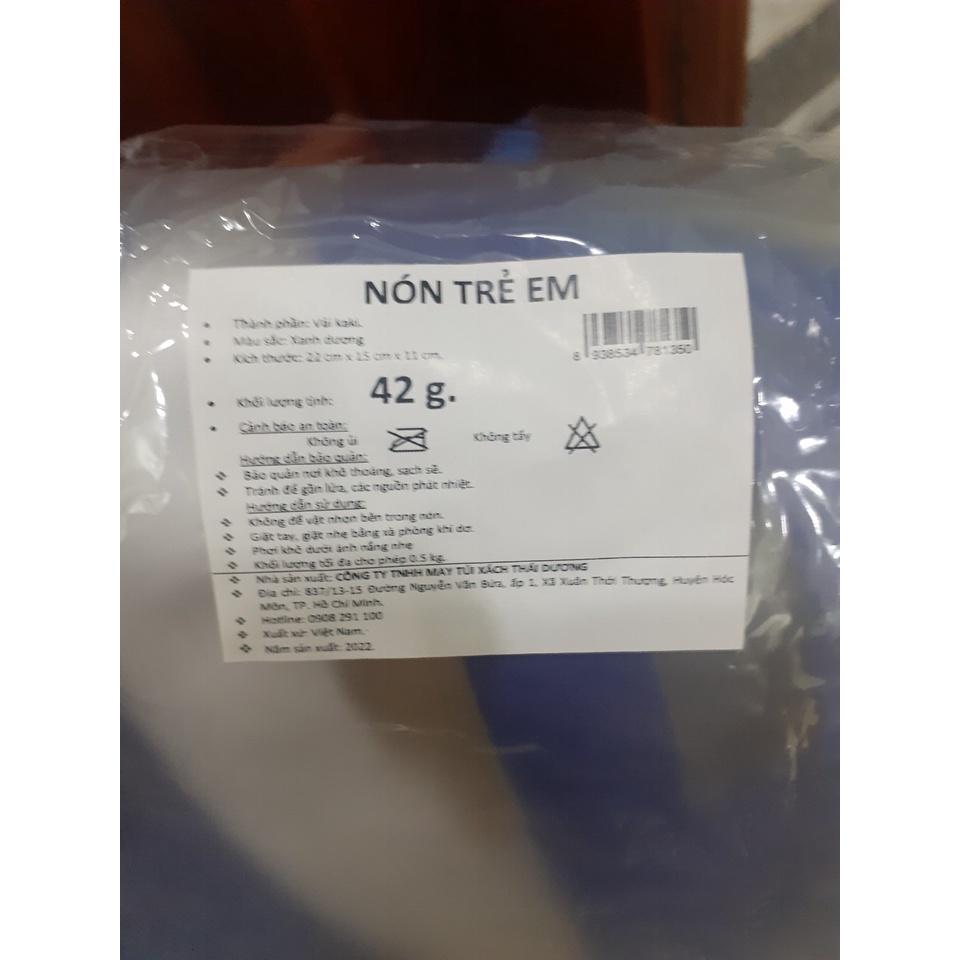 NÓN TRẺ EM
• Thành phần: Vải kaki.
• Màu sắc: Xanh dương
• Kích thước: 22 cm x 15 cm x 11 cm.
8 938534 781350
• Khối lượng tịnh: 42 g.
• Cảnh báo an toàn:
Không ủi Không tẩy
Hướng dẫn bảo quản:
❖ Bảo quản nơi khô thoáng, sạch sẽ.
❖ Tránh để gần lửa, các nguồn phát nhiệt.
Hướng dẫn sử dụng:
❖ Không để vật nhọn bên trong nón.
❖ Giặt tay, giặt nhẹ bằng xà phòng khi dơ.
❖ Phơi khô dưới ánh nắng nhẹ
❖ Khối lượng tối đa cho phép 0.5 kg.
❖ Nhà sản xuất: CÔNG TY TNHH MAY TÚI XÁCH THÁI DƯƠNG
❖ Địa chỉ: 837/13-15 Đường Nguyễn Văn Bứa, ấp 1, Xã Xuân Thới Thượng, Huyện Hóc
Môn, TP. Hồ Chí Minh.
❖ Hotline: 0908 291 100
❖ Xuất xứ: Việt Nam.
❖ Năm sản xuất: 2022.